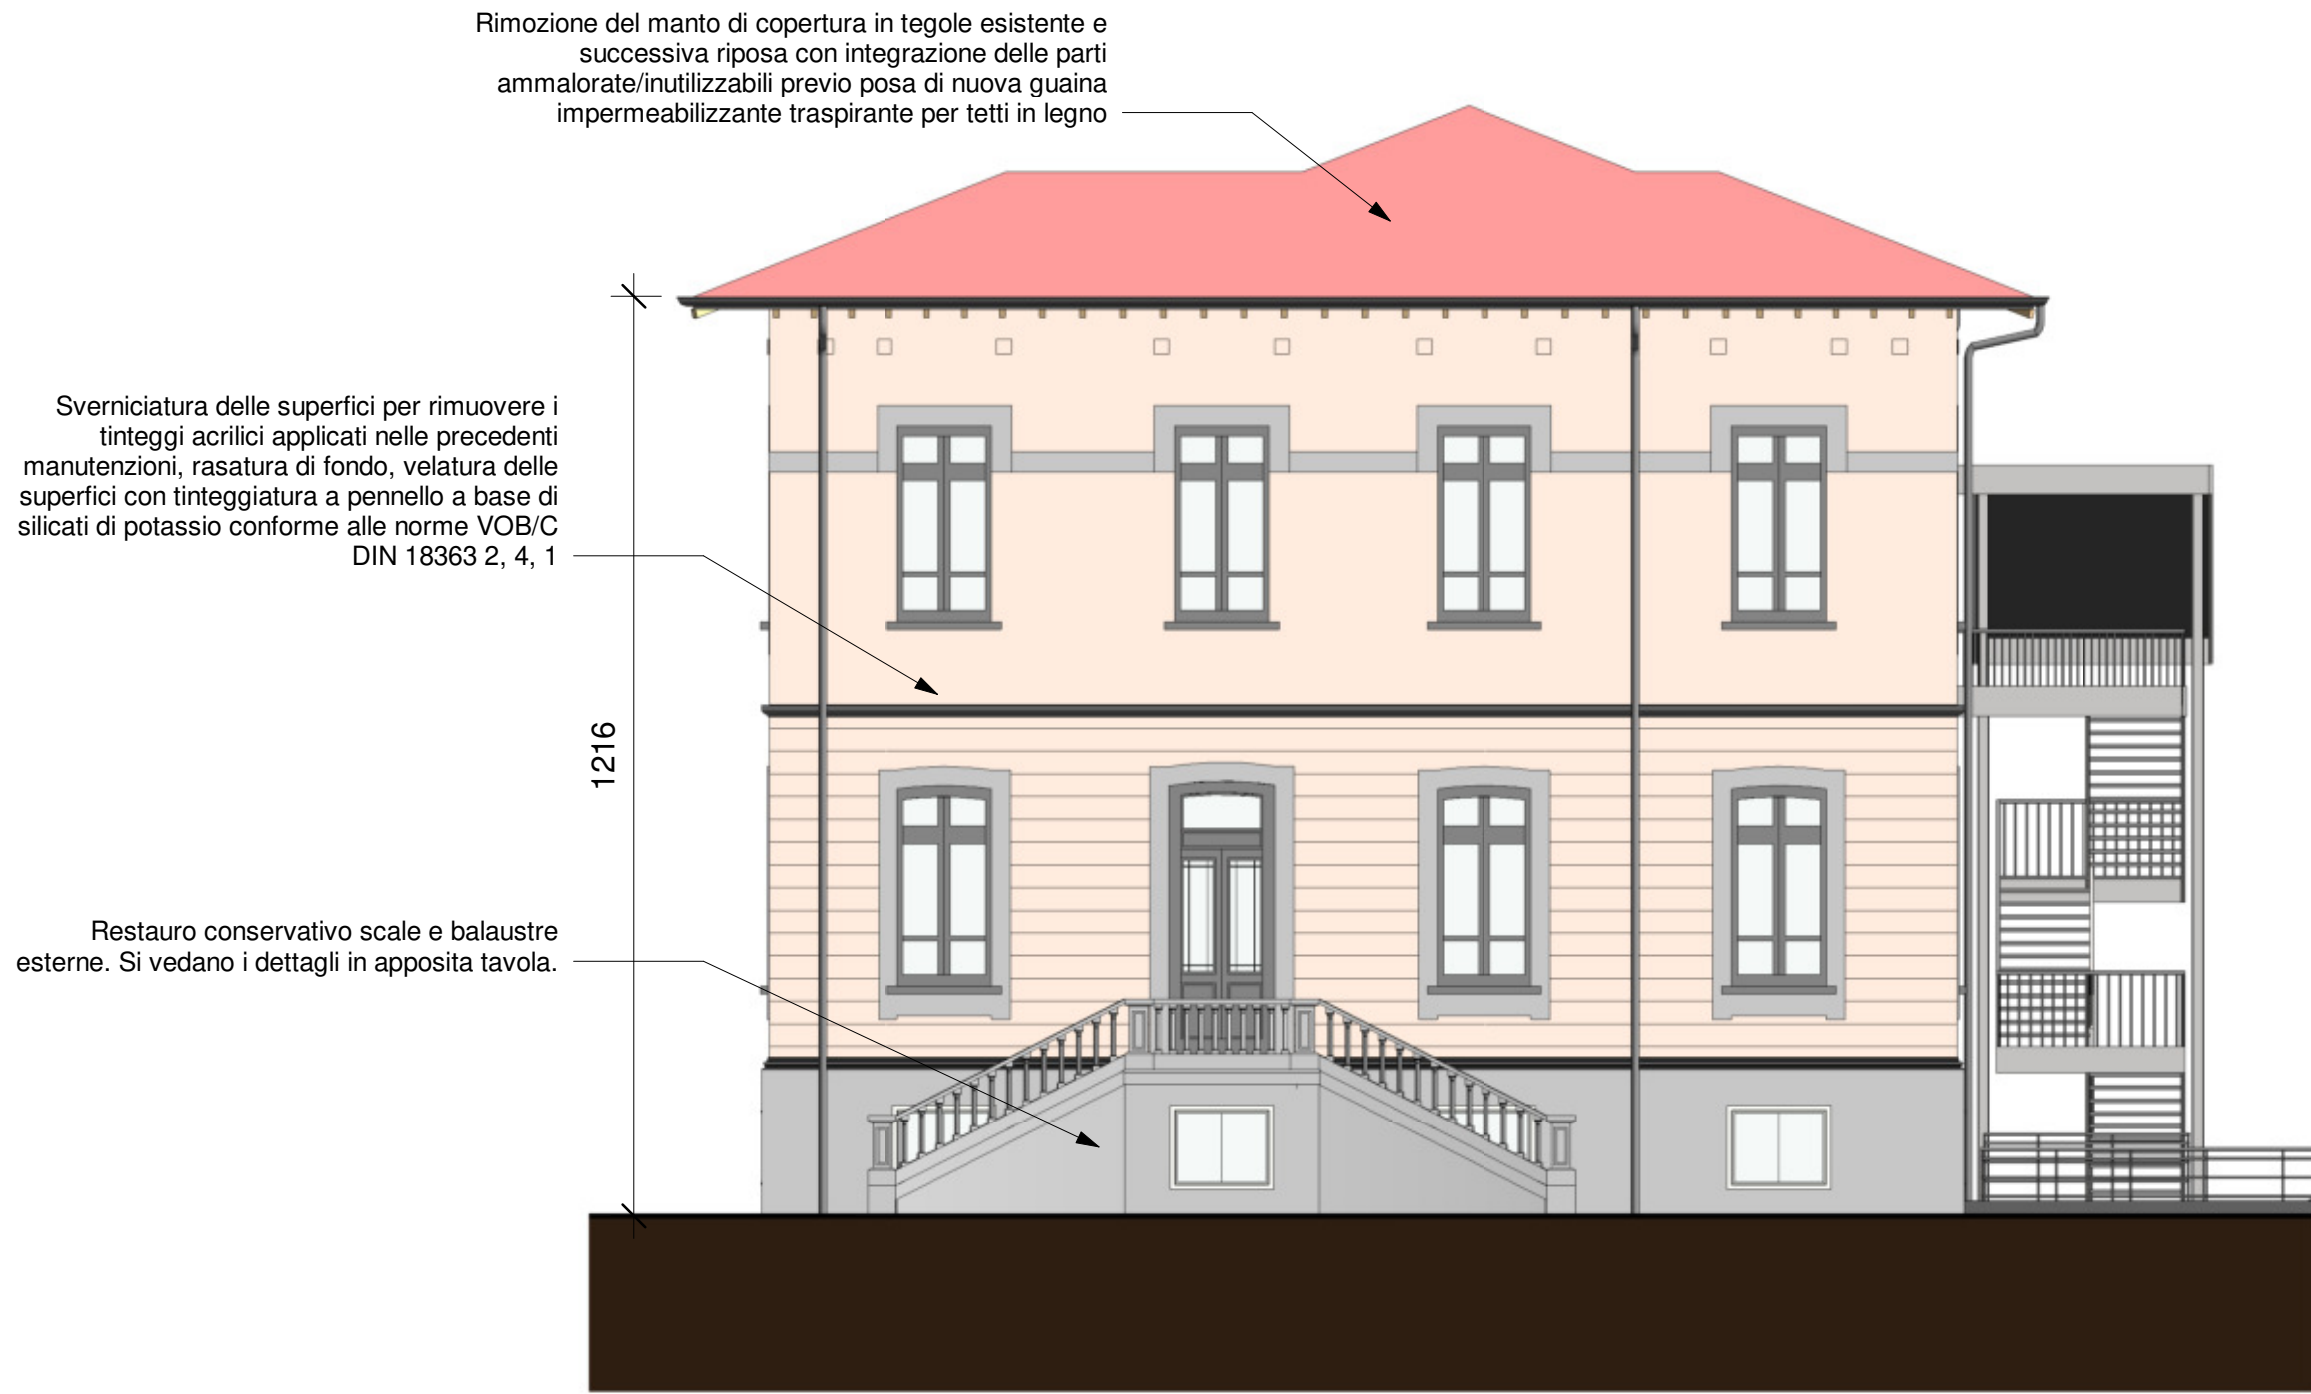 Rimozione del manto di copertura in tegole esistente e
successiva riposa con integrazione delle parti
ammalorate/inutilizzabili previo posa di nuova guaina
impermeabilizzante traspirante per tetti in legno
Sverniciatura delle superfici per rimuovere i
tinteggi acrilici applicati nelle precedenti
manutenzioni, rasatura di fondo, velatura delle
superfici con tinteggiatura a pennello a base di
silicati di potassio conforme alle norme VOB/C
DIN 18363 2, 4, 1
1216
Restauro conservativo scale e balaustre
esterne. Si vedano i dettagli in apposita tavola.